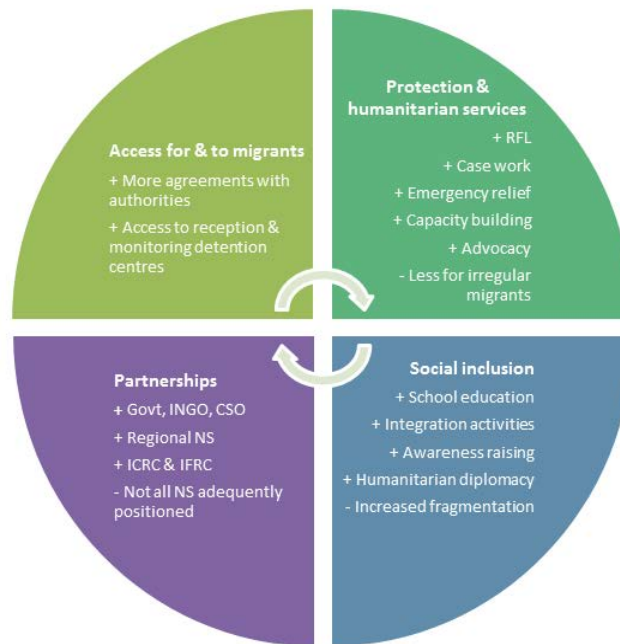 Access for & to migrants
+ More agreements with
authorities
+ Access to reception &
monitoring detention
centres
Protection &
humanitarian services
+ RFL
+ Case work
+ Emergency relief
+ Capacity building
+ Advocacy
- Less for irregular
migrants
Partnerships
+ Govt, INGO, CSO
+ Regional NS
+ ICRC & IFRC
- Not all NS adequately
positioned
Social inclusion
+ School education
+ Integration activities
+ Awareness raising
+ Humanitarian diplomacy
- Increased fragmentation